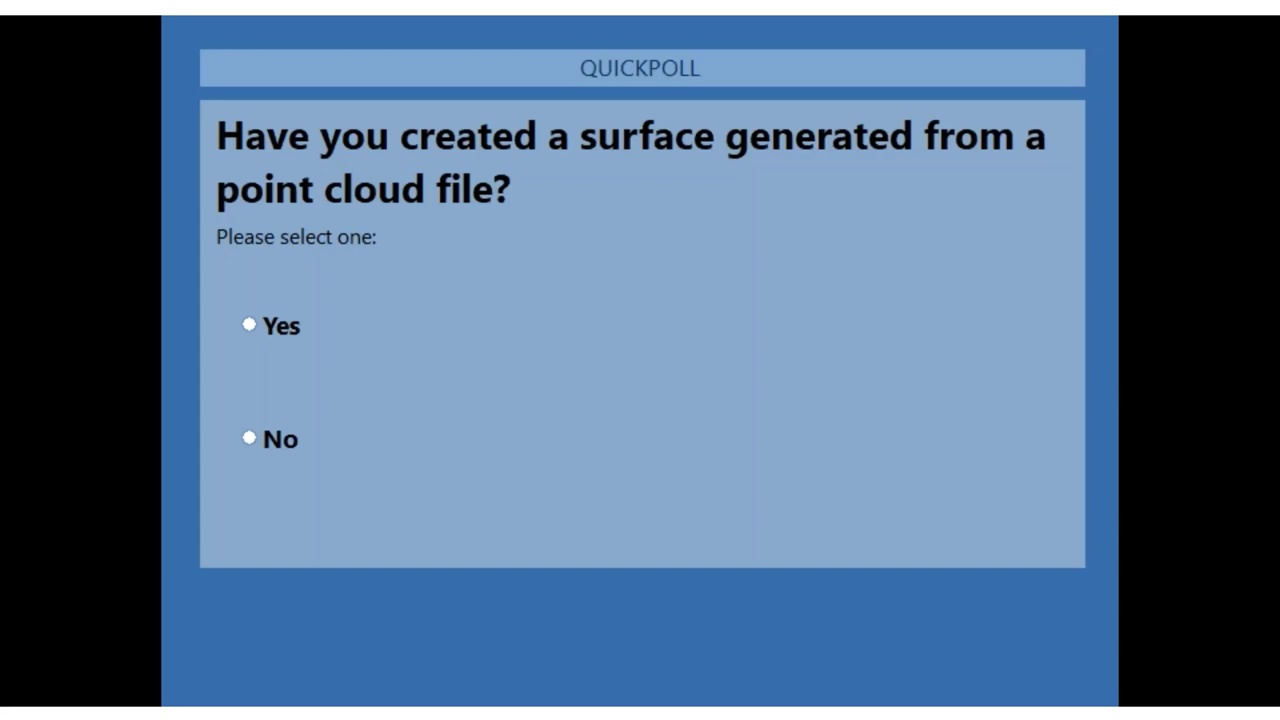 QUICKPOLL
Have you created a surface generated from a
point cloud file?
Please select one:
Yes
No